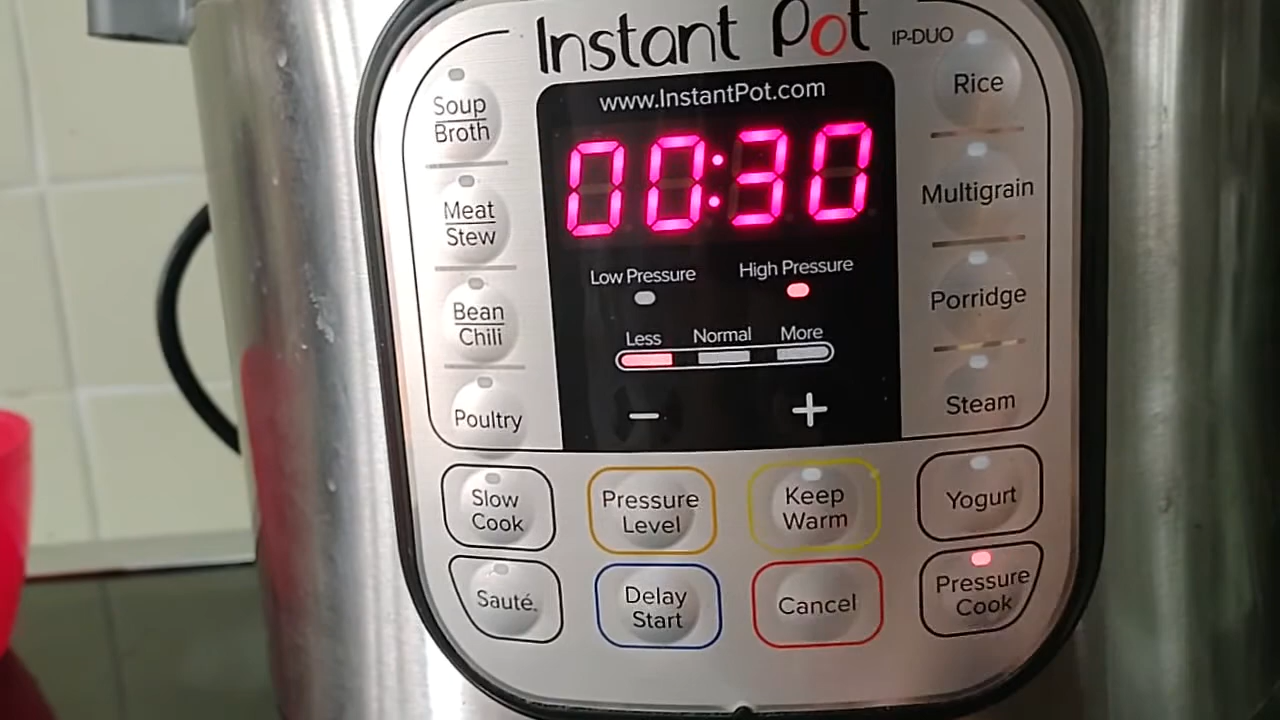 Instant Pot IP-DUO
www.InstantPot.com
00:30
Soup
Broth
Meat
Stew
Bean
Chili
Poultry
Low Pressure
High Pressure
Less Normal More
− +
Rice
Multigrain
Porridge
Steam
Slow
Cook
Pressure
Level
Keep
Warm
Yogurt
Sauté
Delay
Start
Cancel
Pressure
Cook